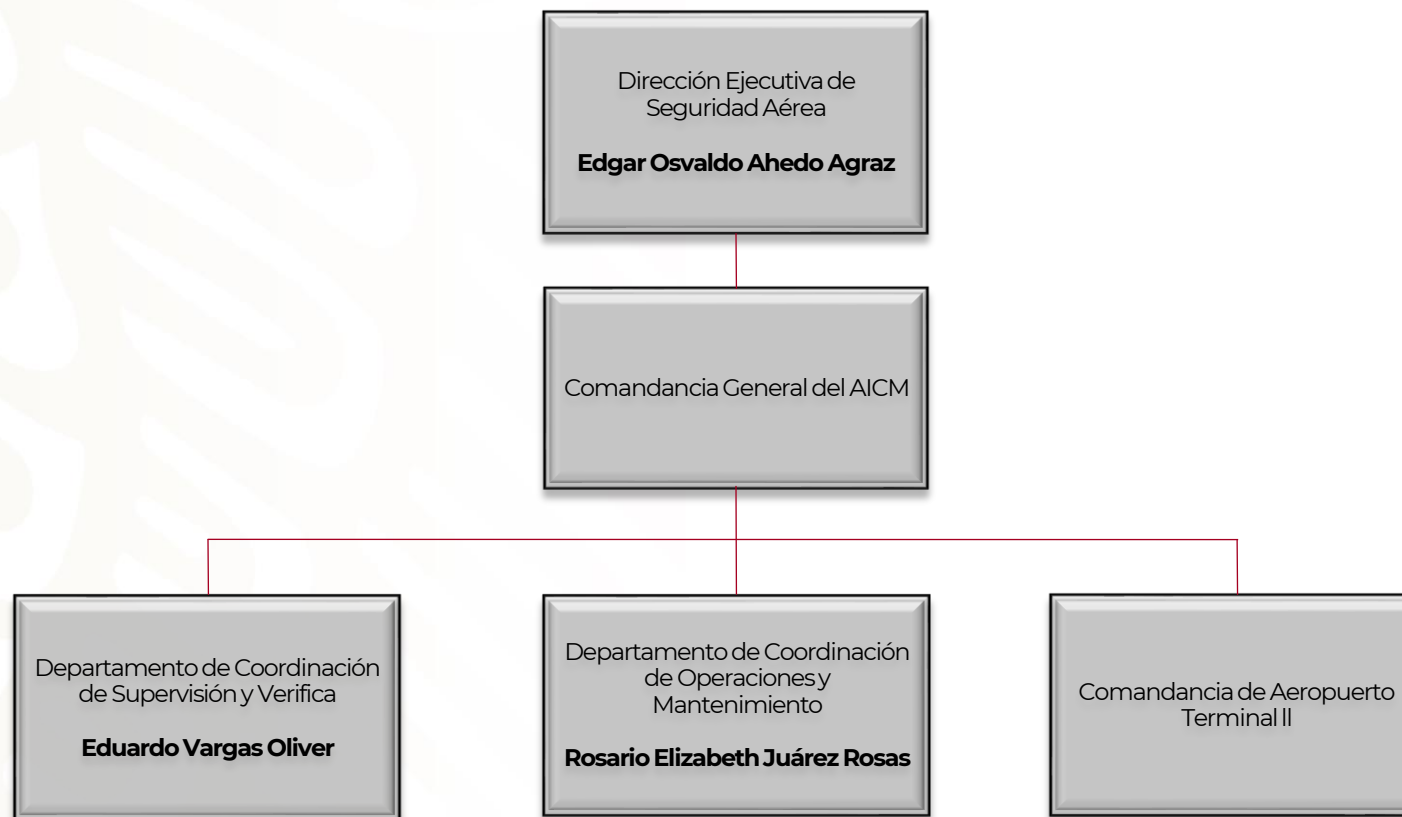 Dirección Ejecutiva de
Seguridad Aérea
Edgar Osvaldo Ahedo Agraz
Comandancia General del AICM
Departamento de Coordinación
de Supervisión y Verifica
Eduardo Vargas Oliver
Departamento de Coordinación
de Operaciones y
Mantenimiento
Rosario Elizabeth Juárez Rosas
Comandancia de Aeropuerto
Terminal ll